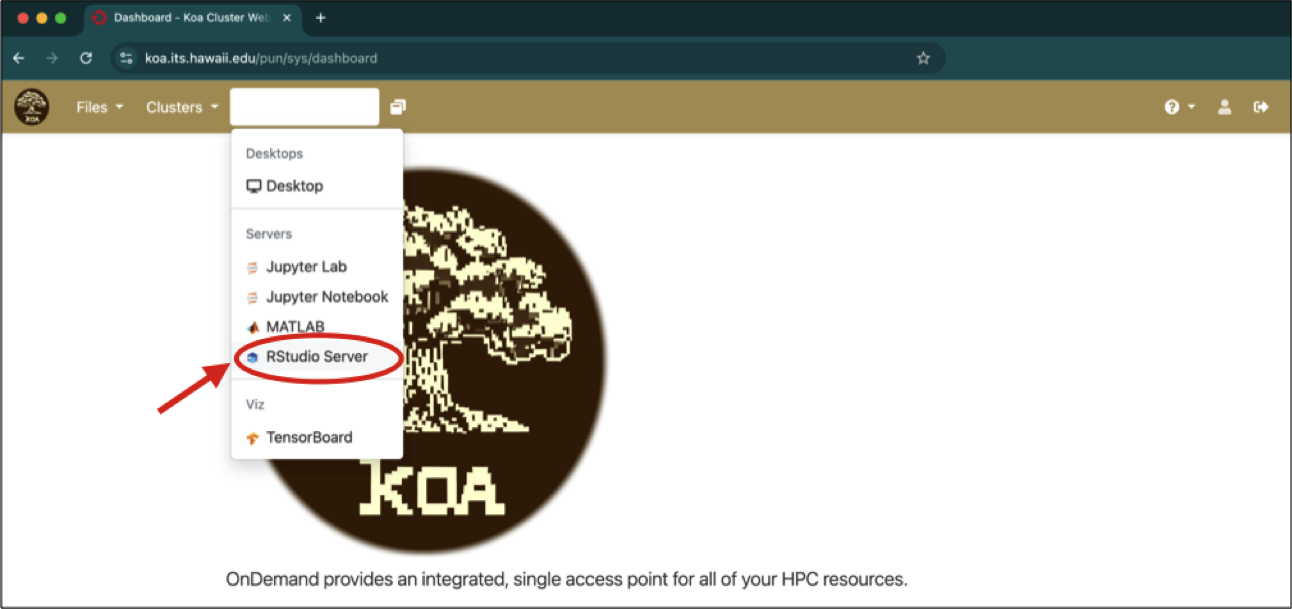 Dashboard - Koa Cluster Web
koa.its.hawaii.edu/pun/sys/dashboard
KOA
Files
Clusters
Desktops
Desktop
Servers
Jupyter Lab
Jupyter Notebook
MATLAB
RStudio Server
Viz
TensorBoard
KOA
OnDemand provides an integrated, single access point for all of your HPC resources.